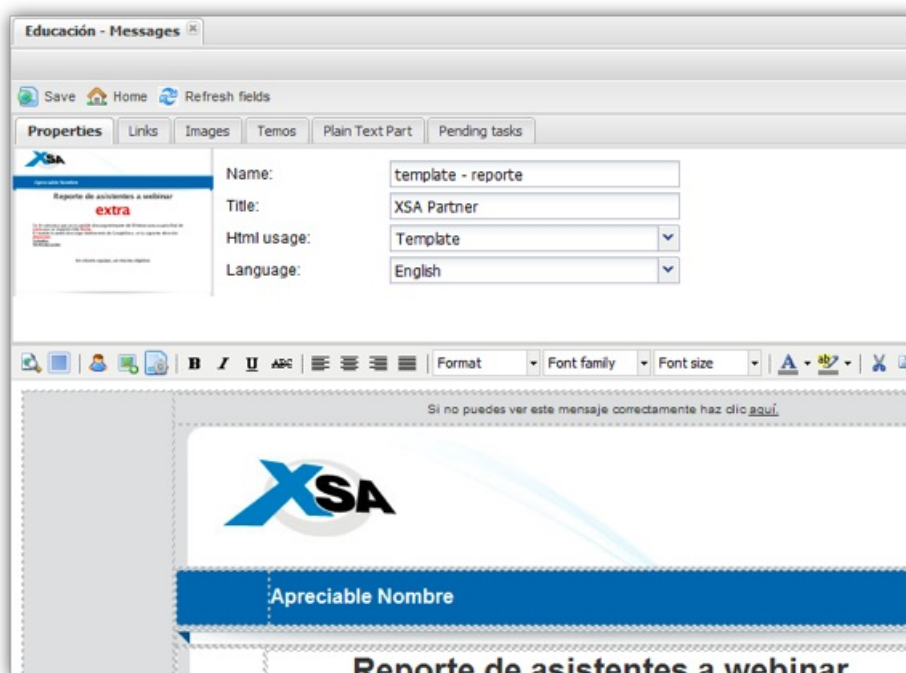 Educación - Messages
Save Home Refresh fields
Properties Links Images Temos Plain Text Part Pending tasks
XSA
Apreciable Nombre
Reporte de asistentes a webinar
extra
Name: template - reporte
Title: XSA Partner
Html usage: Template
Language: English
B I U ABC Format Font family Font size A ab
Si no puedes ver este mensaje correctamente haz clic aquí.
XSA
Apreciable Nombre
Reporte de asistentes a webinar